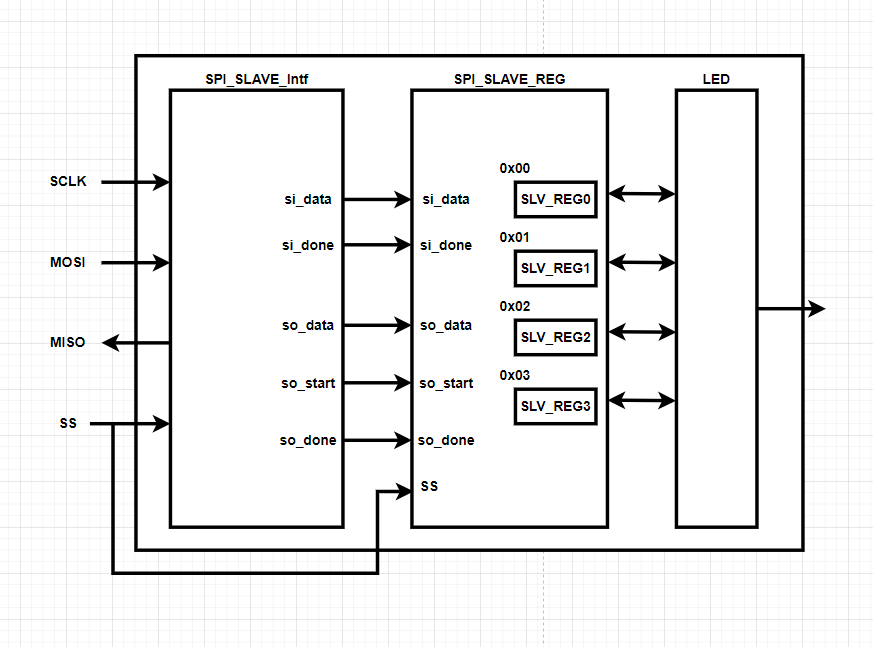 SPI_SLAVE_Intf
SPI_SLAVE_REG
LED
SCLK
MOSI
MISO
SS
si_data
si_done
so_data
so_start
so_done
si_data
si_done
so_data
so_start
so_done
SS
0x00
SLV_REG0
0x01
SLV_REG1
0x02
SLV_REG2
0x03
SLV_REG3